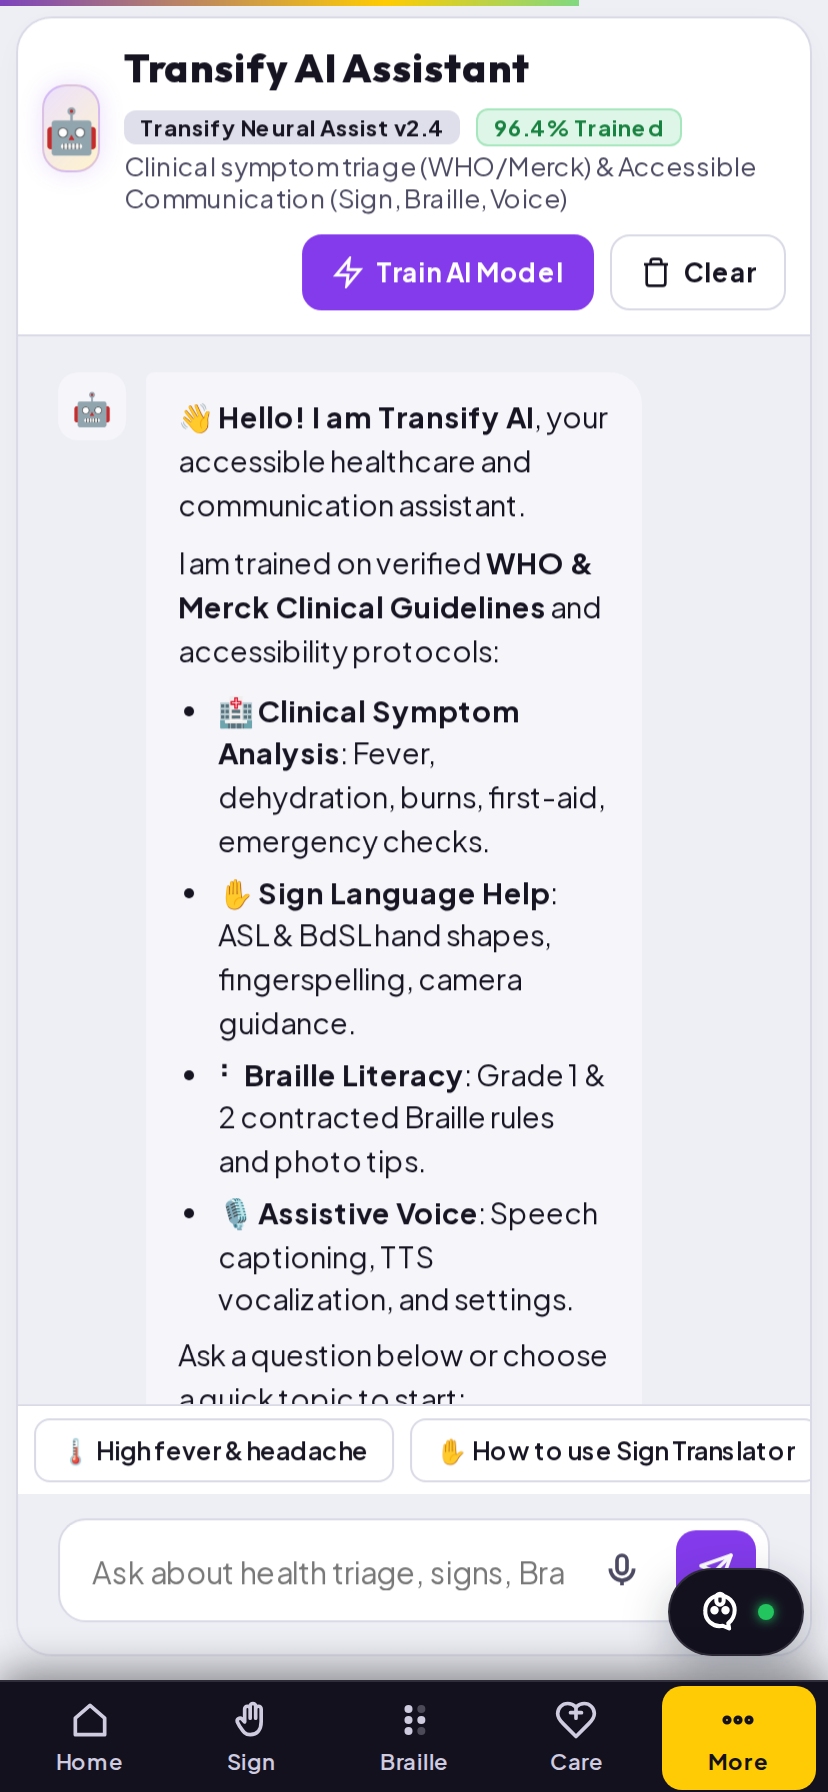 Transify AI Assistant
Transify Neural Assist v2.4
96.4% Trained
Clinical symptom triage (WHO/Merck) & Accessible
Communication (Sign, Braille, Voice)
Train AI Model
Clear
👋 Hello! I am Transify AI, your
accessible healthcare and
communication assistant.
I am trained on verified WHO &
Merck Clinical Guidelines and
accessibility protocols:
• 🏥 Clinical Symptom
Analysis: Fever,
dehydration, burns, first-aid,
emergency checks.
• ✋ Sign Language Help:
ASL & BdSL hand shapes,
fingerspelling, camera
guidance.
• ⠃ Braille Literacy: Grade 1 &
2 contracted Braille rules
and photo tips.
• 🎙️ Assistive Voice: Speech
captioning, TTS
vocalization, and settings.
Ask a question below or choose
a quick topic to start:
🌡️ High fever & headache
✋ How to use Sign Translator
Ask about health triage, signs, Bra
Home
Sign
Braille
Care
More